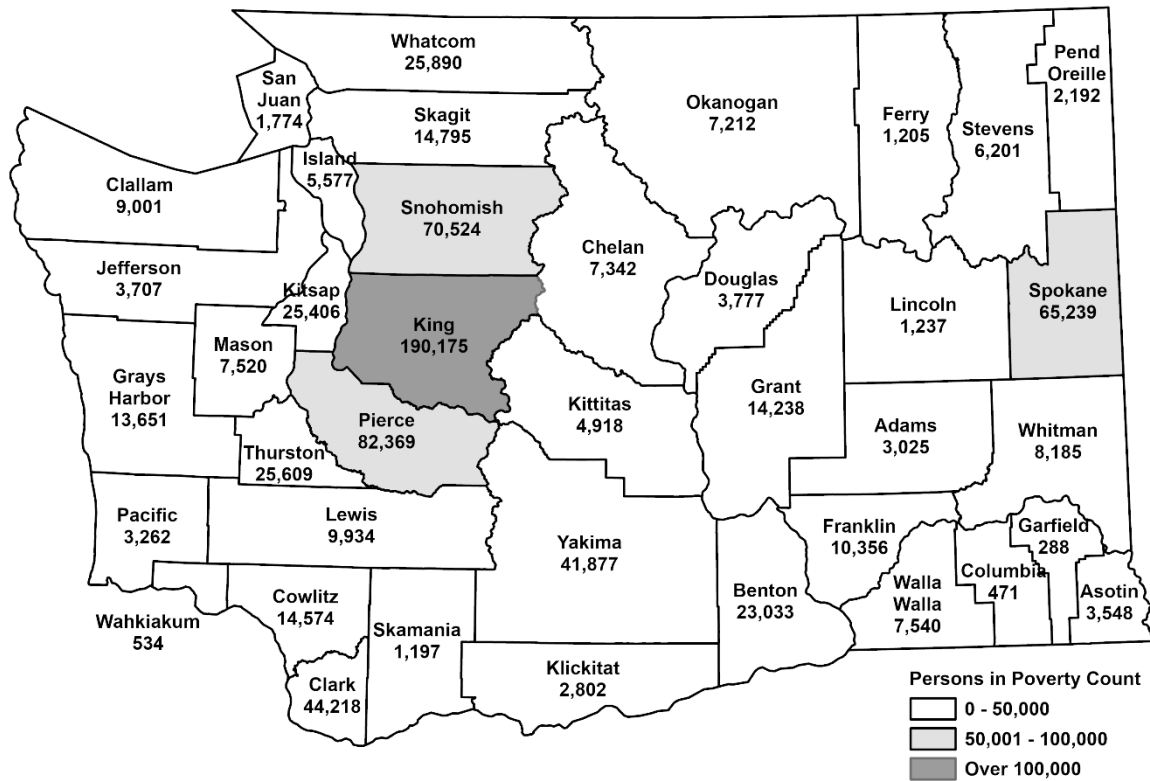 Whatcom
25,890
San
Juan
1,774
Skagit
14,795
Okanogan
7,212
Ferry
1,205
Stevens
6,201
Pend
Oreille
2,192
Island
5,577
Clallam
9,001
Snohomish
70,524
Chelan
7,342
Douglas
3,777
Jefferson
3,707
Kitsap
25,406
King
190,175
Lincoln
1,237
Spokane
65,239
Mason
7,520
Grays
Harbor
13,651
Pierce
82,369
Kittitas
4,918
Grant
14,238
Adams
3,025
Whitman
8,185
Thurston
25,609
Pacific
3,262
Lewis
9,934
Yakima
41,877
Benton
23,033
Franklin
10,356
Walla
Walla
7,540
Columbia
471
Garfield
288
Asotin
3,548
Wahkiakum
534
Cowlitz
14,574
Skamania
1,197
Clark
44,218
Klickitat
2,802
Persons in Poverty Count
0 - 50,000
50,001 - 100,000
Over 100,000